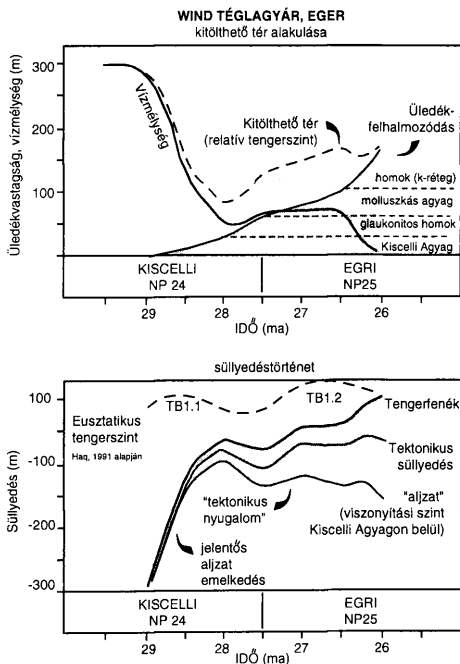 WIND TÉGLAGYÁR, EGER
kitölthető tér alakulása
Üledékvastagság, vízmélység (m)
300
200
100
Vízmélység
Kitölthető tér
(relatív tengerszint)
Üledék-
felhalmozódás
homok (k-réteg)
molluszkás agyag
glaukonitos homok
Kiscelli Agyag
KISCELLI
NP 24
EGRI
NP25
29
28
27
26
IDŐ (ma)
süllyedéstörténet
Süllyedés (m)
100
-100
-200
-300
Eusztatikus
tengerszint
Haq, 1991 alapján
TB1.1
TB1.2
Tengerfenék
Tektonikus
süllyedés
"aljzat"
(viszonyítási szint
Kiscelli Agyagon
belül)
"tektonikus
nyugalom"
jelentős
aljzat
emelkedés
KISCELLI
NP 24
EGRI
NP25
29
28
27
26
IDŐ (ma)